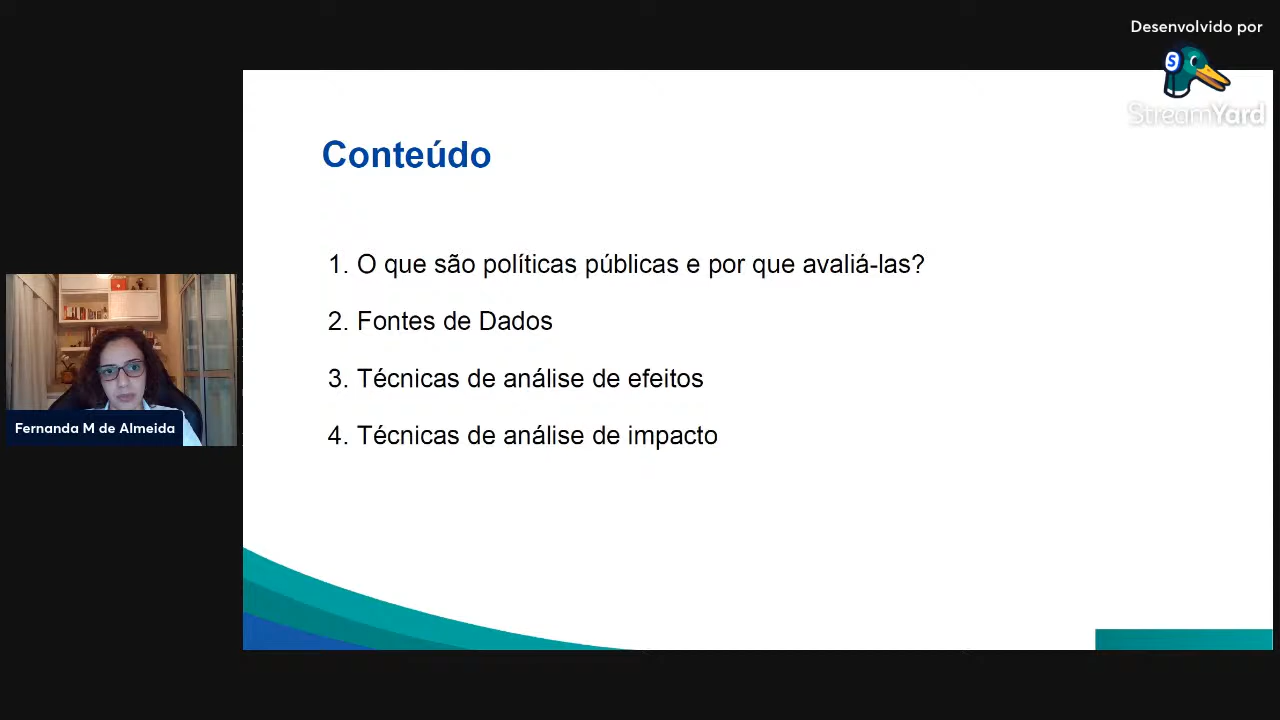 Desenvolvido por
S
StreamYard
Conteúdo
1. O que são políticas públicas e por que avaliá-las?
2. Fontes de Dados
3. Técnicas de análise de efeitos
4. Técnicas de análise de impacto
Fernanda M de Almeida